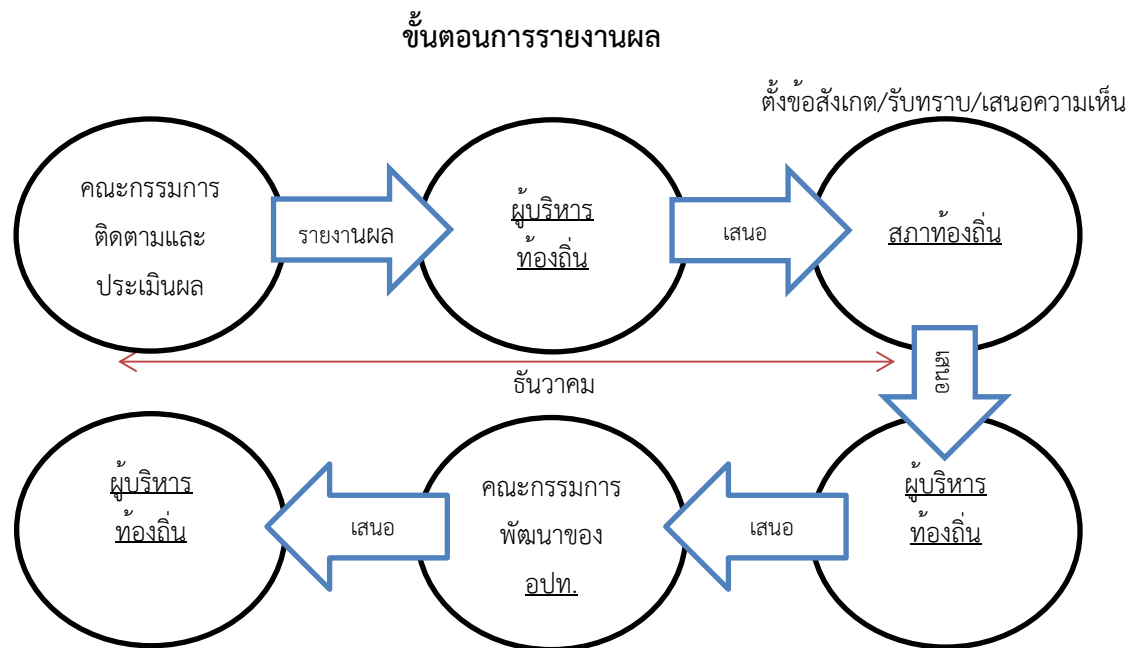 ขั้นตอนการรายงานผล
ตั้งข้อสังเกต/รับทราบ/เสนอความเห็น
คณะกรรมการ
ติดตามและ
ประเมินผล
รายงานผล
ผู้บริหาร
ท้องถิ่น
เสนอ
สภาท้องถิ่น
ธันวาคม
เสนอ
ผู้บริหาร
ท้องถิ่น
เสนอ
คณะกรรมการ
พัฒนาของ
อปท.
เสนอ
ผู้บริหาร
ท้องถิ่น